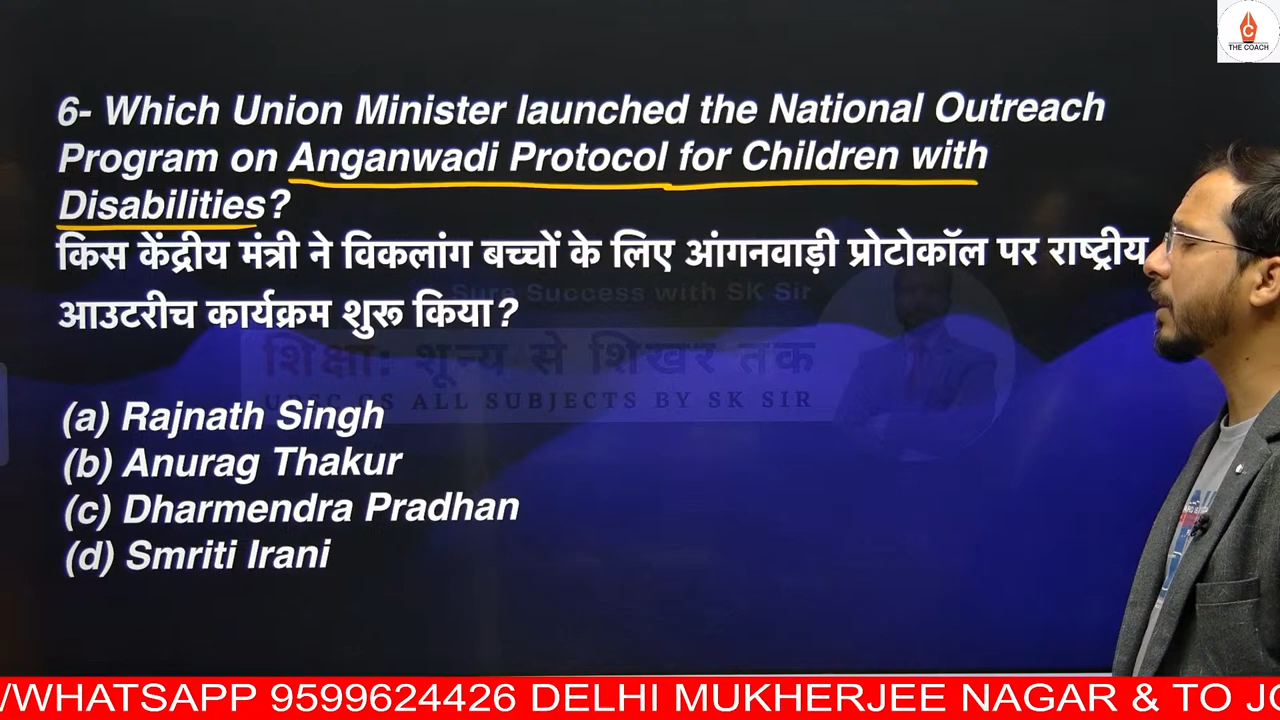 THE COACH
6- Which Union Minister launched the National Outreach
Program on Anganwadi Protocol for Children with
Disabilities?
किस केंद्रीय मंत्री ने विकलांग बच्चों के लिए आंगनवाड़ी प्रोटोकॉल पर राष्ट्रीय
आउटरीच कार्यक्रम शुरू किया?
Sure Success with SK Sir
शिक्षा: शून्य से शिखर तक
UPSC GS ALL SUBJECTS BY SK SIR
(a) Rajnath Singh
(b) Anurag Thakur
(c) Dharmendra Pradhan
(d) Smriti Irani
/WHATSAPP 9599624426 DELHI MUKHERJEE NAGAR & TO